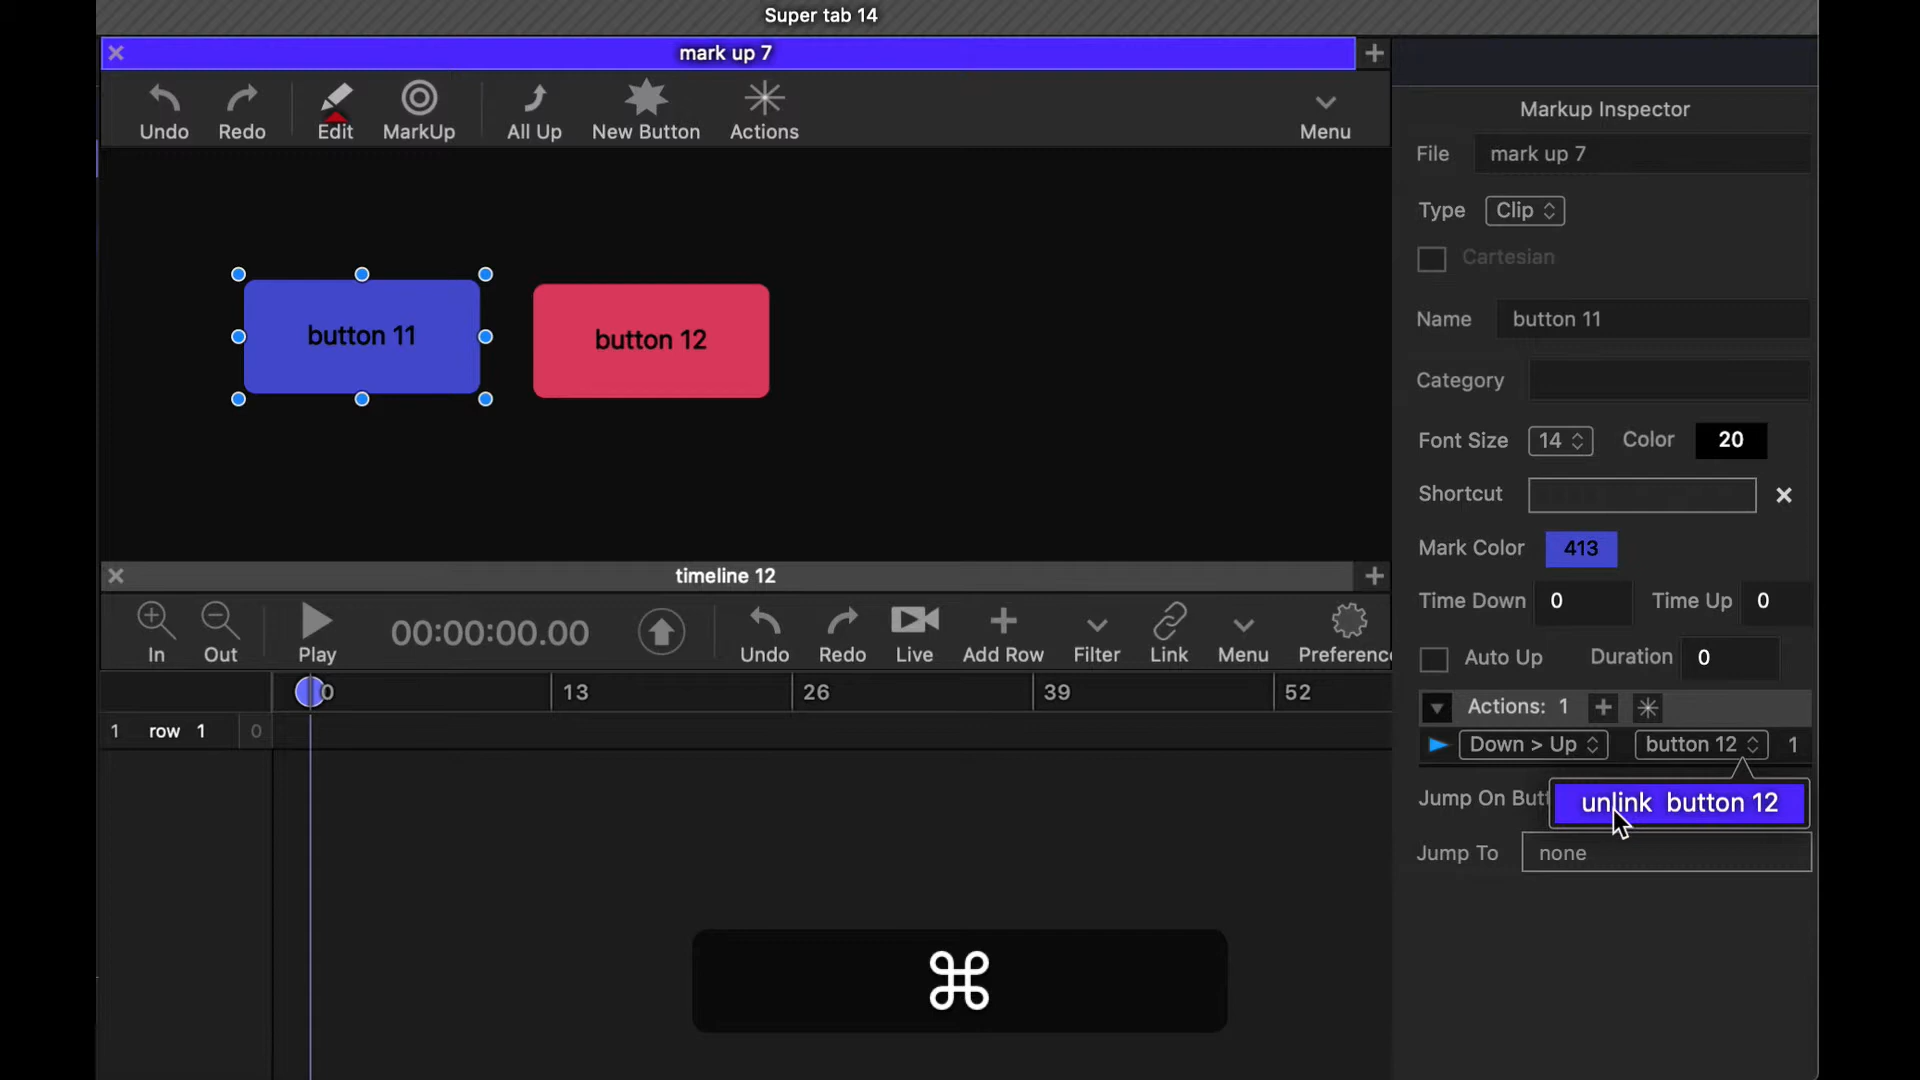 Super tab 14
mark up 7
Undo Redo Edit MarkUp All Up New Button Actions Menu
button 11 button 12
Markup Inspector
File mark up 7
Type Clip
Cartesian
Name button 11
Category
Font Size 14 Color 20
Shortcut
Mark Color 413
Time Down 0 Time Up 0
Auto Up Duration 0
Actions: 1
Down > Up button 12 1
Jump On Butt
unlink button 12
Jump To none
timeline 12
In Out Play 00:00:00.00 Undo Redo Live Add Row Filter Link Menu Preferenc
0 13 26 39 52
1 row 1 0
⌘